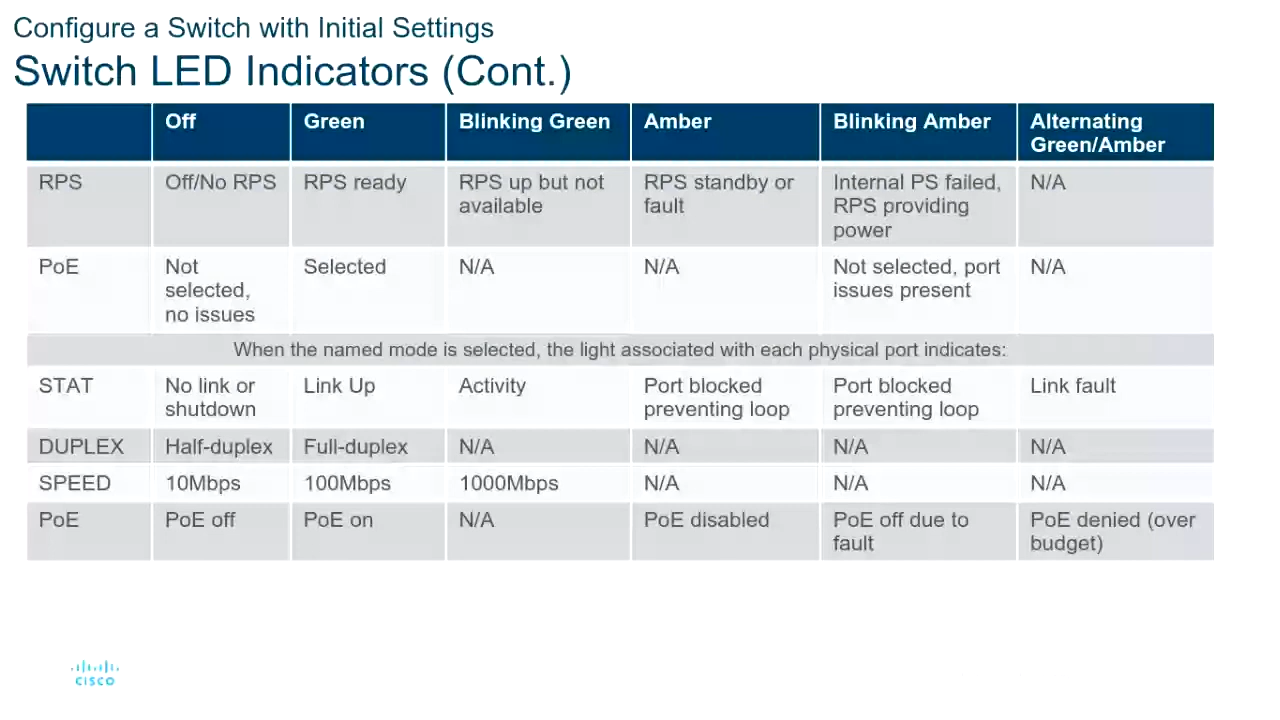 Configure a Switch with Initial Settings
Switch LED Indicators (Cont.)
Off Green Blinking Green Amber Blinking Amber Alternating Green/Amber
RPS Off/No RPS RPS ready RPS up but not available RPS standby or fault Internal PS failed, RPS providing power N/A
PoE Not selected, no issues Selected N/A N/A Not selected, port issues present N/A
When the named mode is selected, the light associated with each physical port indicates:
STAT No link or shutdown Link Up Activity Port blocked preventing loop Port blocked preventing loop Link fault
DUPLEX Half-duplex Full-duplex N/A N/A N/A N/A
SPEED 10Mbps 100Mbps 1000Mbps N/A N/A N/A
PoE PoE off PoE on N/A PoE disabled PoE off due to fault PoE denied (over budget)
CISCO